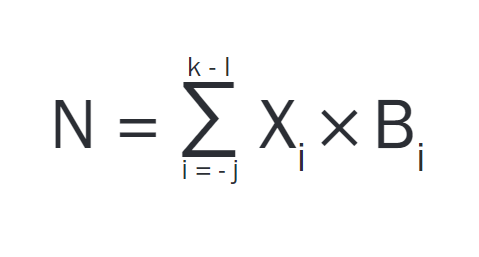 k - l
N = ∑ Xi × Bi
i = - j